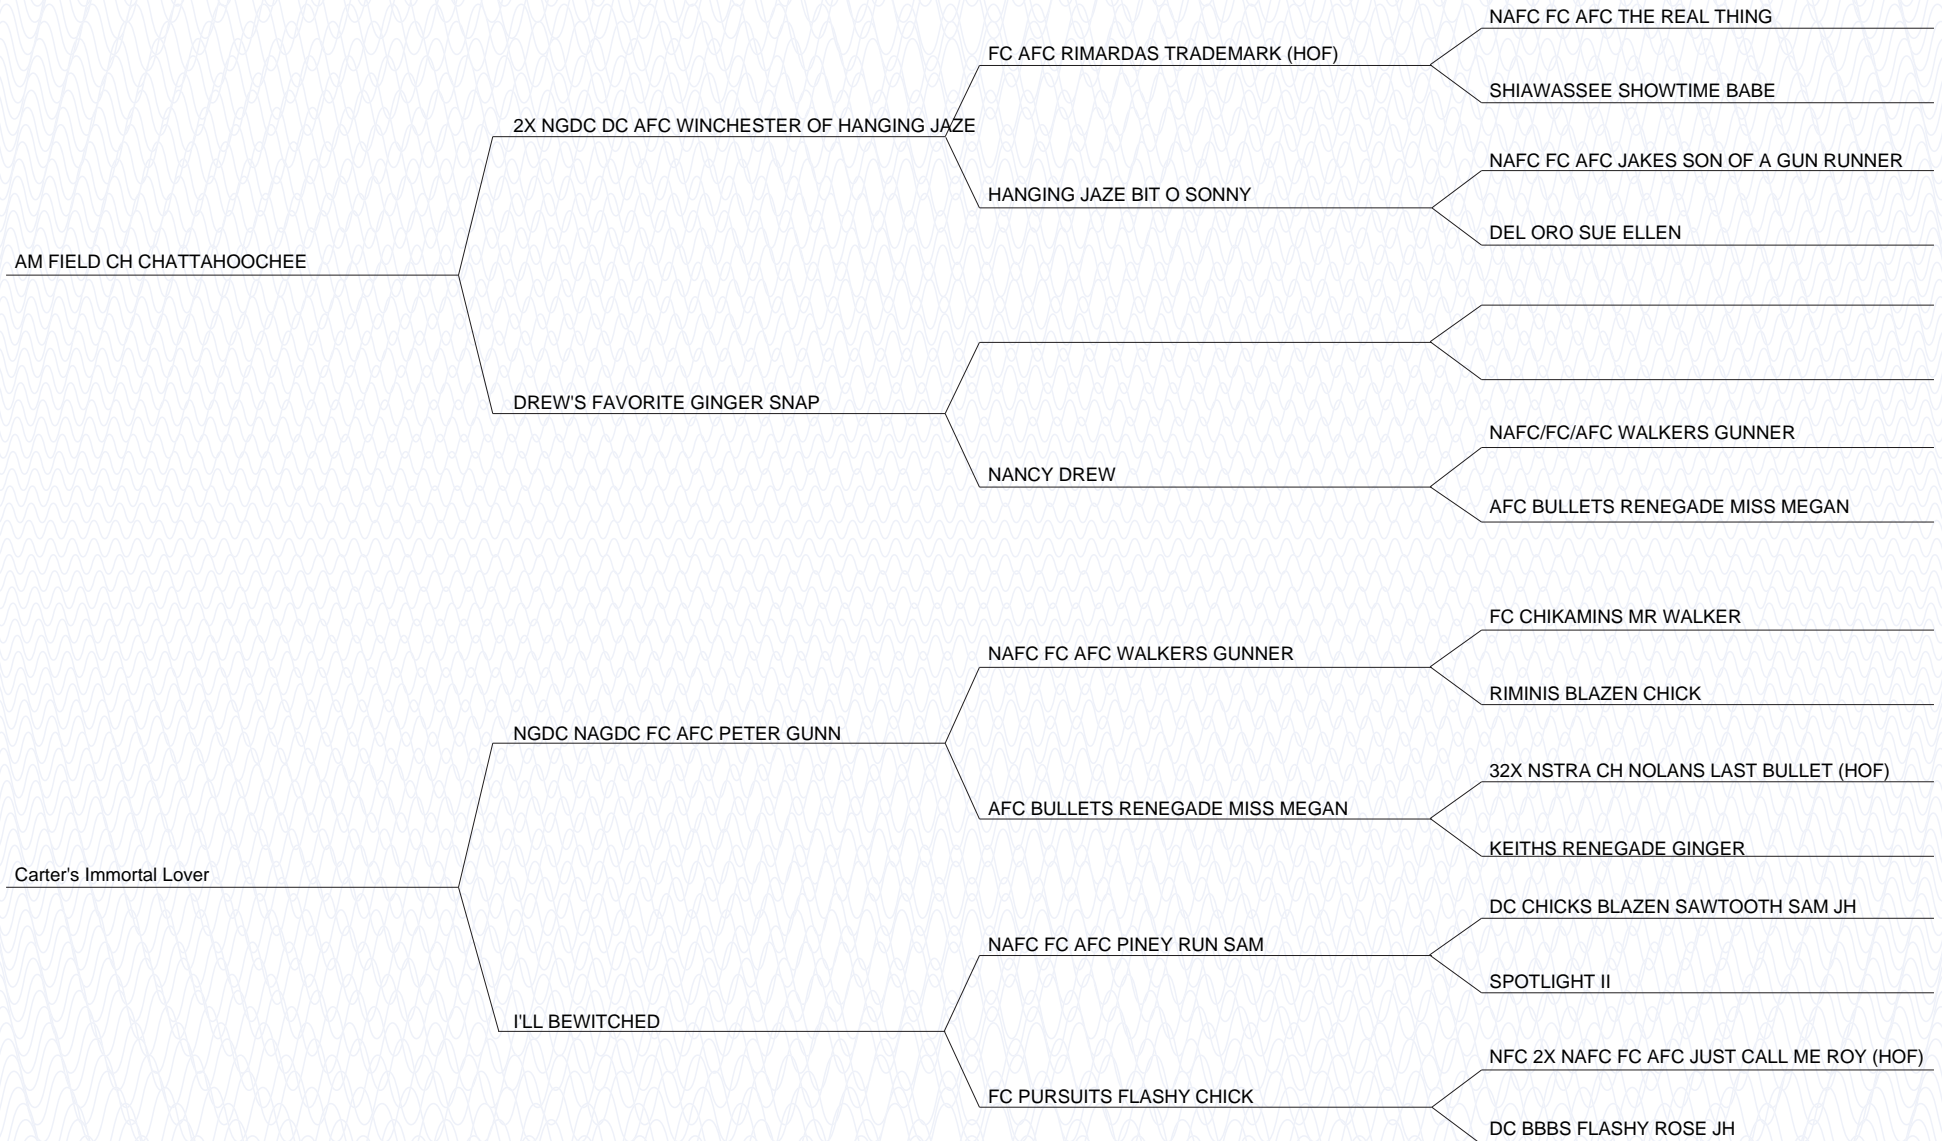 NAFC FC AFC THE REAL THING
FC AFC RIMARDAS TRADEMARK (HOF)
SHIAWASSEE SHOWTIME BABE
2X NGDC DC AFC WINCHESTER OF HANGING JAZE
NAFC FC AFC JAKES SON OF A GUN RUNNER
HANGING JAZE BIT O SONNY
DEL ORO SUE ELLEN
AM FIELD CH CHATTAHOOCHEE
DREW'S FAVORITE GINGER SNAP
NAFC/FC/AFC WALKERS GUNNER
NANCY DREW
AFC BULLETS RENEGADE MISS MEGAN
FC CHIKAMINS MR WALKER
NAFC FC AFC WALKERS GUNNER
RIMINIS BLAZEN CHICK
NGDC NAGDC FC AFC PETER GUNN
32X NSTRA CH NOLANS LAST BULLET (HOF)
AFC BULLETS RENEGADE MISS MEGAN
KEITHS RENEGADE GINGER
Carter's Immortal Lover
DC CHICKS BLAZEN SAWTOOTH SAM JH
NAFC FC AFC PINEY RUN SAM
SPOTLIGHT II
I'LL BEWITCHED
NFC 2X NAFC FC AFC JUST CALL ME ROY (HOF)
FC PURSUITS FLASHY CHICK
DC BBBS FLASHY ROSE JH